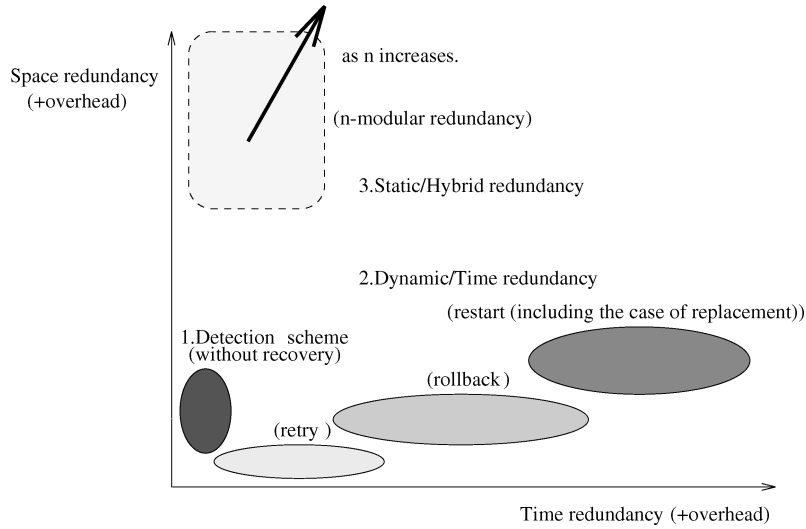 as n increases.
Space redundancy
(+overhead)
(n-modular redundancy)
3.Static/Hybrid redundancy
2.Dynamic/Time redundancy
(restart (including the case of replacement))
1.Detection scheme
(without recovery)
(rollback )
(retry )
Time redundancy (+overhead)